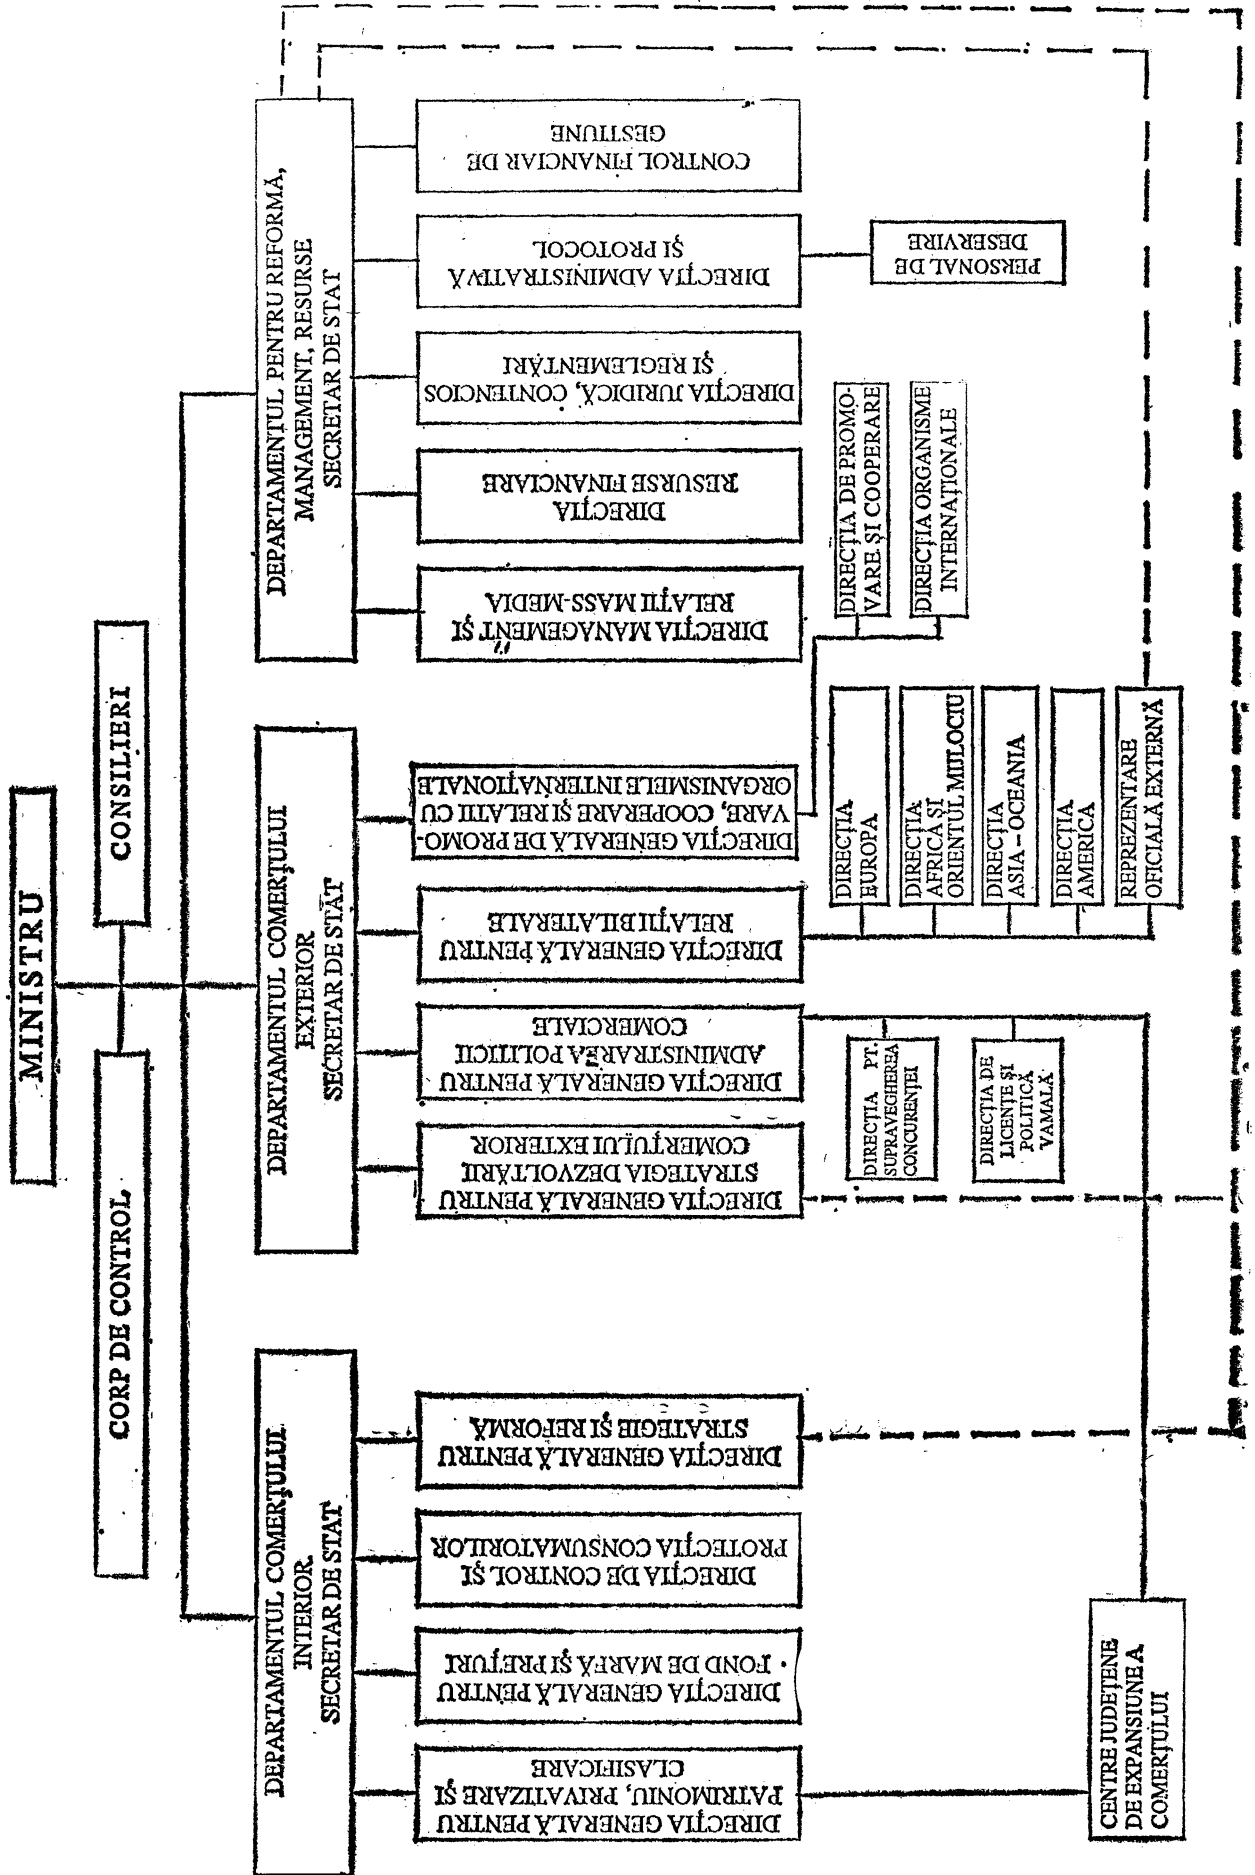 MINISTRU
CORP DE CONTROL
CONSILIERI
DEPARTAMENTUL COMERȚULUI
INTERIOR
SECRETAR DE STAT
DEPARTAMENTUL COMERȚULUI
EXTERIOR
SECRETAR DE STAT
DEPARTAMENTUL PENTRU REFORMĂ,
MANAGEMENT, RESURSE
SECRETAR DE STAT
DIRECȚIA GENERALĂ PENTRU
PATRIMONIU, PRIVATIZARE ȘI
CLASIFICARE
DIRECȚIA GENERALĂ PENTRU
FOND DE MARFĂ ȘI PREȚURI
DIRECȚIA DE CONTROL ȘI
PROTECȚIA CONSUMATORILOR
DIRECȚIA GENERALĂ PENTRU
STRATEGIE ȘI REFORMĂ
DIRECȚIA GENERALĂ PENTRU
STRATEGIA DEZVOLTĂRII
COMERȚULUI EXTERIOR
DIRECȚIA GENERALĂ PENTRU
ADMINISTRAREA POLITICII
COMERCIALE
DIRECȚIA GENERALĂ PENTRU
RELAȚII BILATERALE
DIRECȚIA GENERALĂ DE PROMO-
VARE, COOPERARE ȘI RELATII CU
ORGANISMELE INTERNAȚIONALE
DIRECȚIA MANAGEMENT ȘI
RELAȚII MASS-MEDIA
DIRECȚIA
RESURSE FINANCIARE
DIRECȚIA JURIDICĂ, CONTENCIOS
ȘI REGLEMENTĂRI
DIRECȚIA ADMINISTRATIVĂ
ȘI PROTOCOL
CONTROL FINANCIAR DE
GESTIUNE
CENTRE JUDEȚENE
DE EXPANSIUNE A
COMERȚULUI
DIRECȚIA PT.
SUPRAVEGHEREA
CONCURENȚEI
DIRECȚIA DE
LICENȚE ȘI
POLITICĂ
VAMALĂ
DIRECȚIA
EUROPA
DIRECȚIA
AFRICA ȘI
ORIENTUL MIJLOCIU
DIRECȚIA
ASIA – OCEANIA
DIRECȚIA
AMERICA
REPREZENTARE
OFICIALĂ EXTERNĂ
DIRECȚIA DE PROMO-
VARE ȘI COOPERARE
DIRECȚIA ORGANISME
INTERNAȚIONALE
PERSONAL DE
DESERVIRE